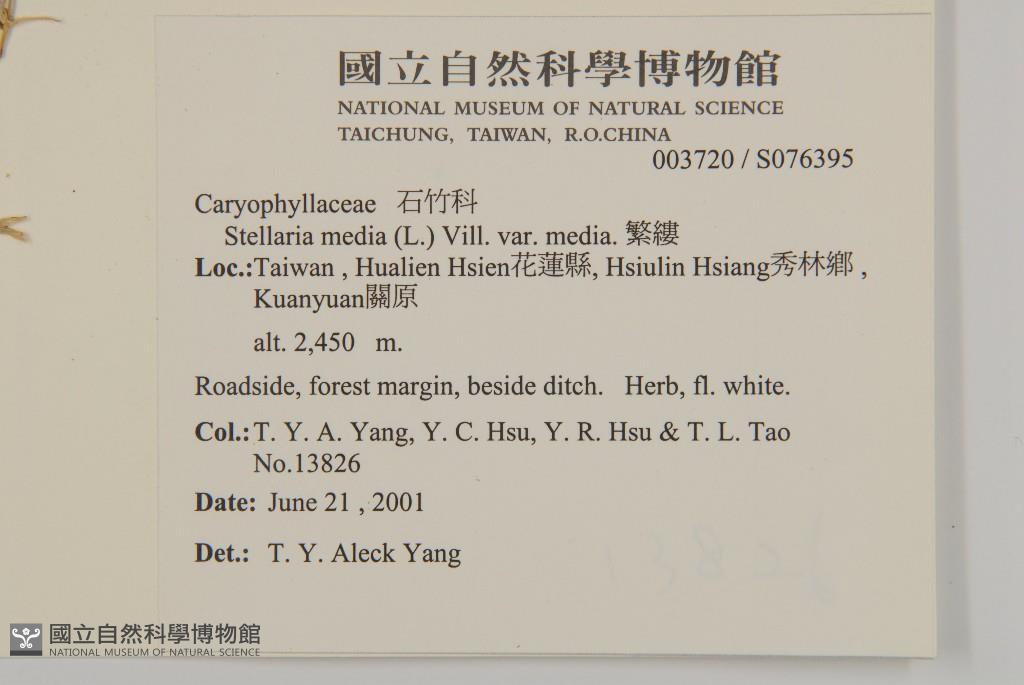 國立自然科學博物館
NATIONAL MUSEUM OF NATURAL SCIENCE
TAICHUNG, TAIWAN, R.O.CHINA
003720 / S076395
Caryophyllaceae 石竹科
Stellaria media (L.) Vill. var. media. 繁縷
Loc.:Taiwan , Hualien Hsien花蓮縣, Hsiulin Hsiang秀林鄉 ,
Kuanyuan關原
alt. 2,450 m.
Roadside, forest margin, beside ditch. Herb, fl. white.
Col.: T. Y. A. Yang, Y. C. Hsu, Y. R. Hsu & T. L. Tao
No.13826
Date: June 21 , 2001
Det.: T. Y. Aleck Yang
國立自然科學博物館
NATIONAL MUSEUM OF NATURAL SCIENCE